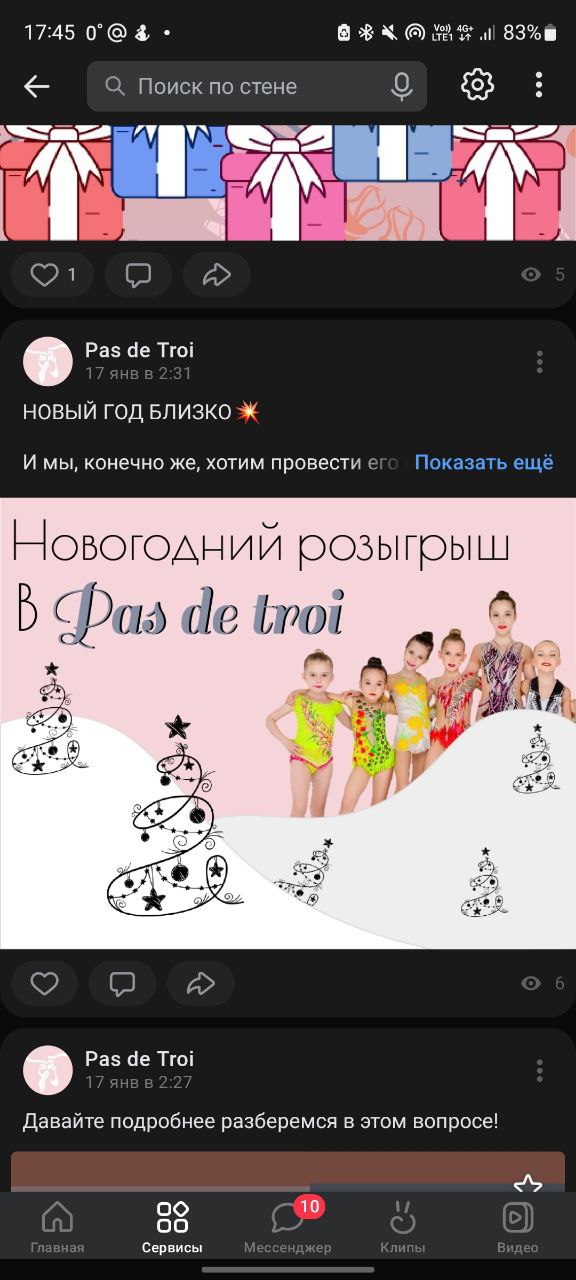 17:45 0° @
Vo)) 4G+
LTE1 83%
Поиск по стене
1
5
Pas de Troi
17 янв в 2:31
НОВЫЙ ГОД БЛИЗКО💥
И мы, конечно же, хотим провести его Показать ещё
Новогодний розыгрыш
В Pas de troi
6
Pas de Troi
17 янв в 2:27
Давайте подробнее разберемся в этом вопросе!
10
Главная Сервисы Мессенджер Клипы Видео